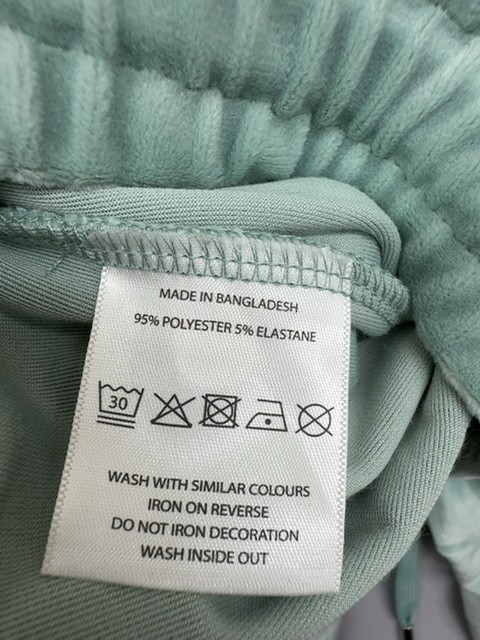 MADE IN BANGLADESH
95% POLYESTER 5% ELASTANE
30
WASH WITH SIMILAR COLOURS
IRON ON REVERSE
DO NOT IRON DECORATION
WASH INSIDE OUT